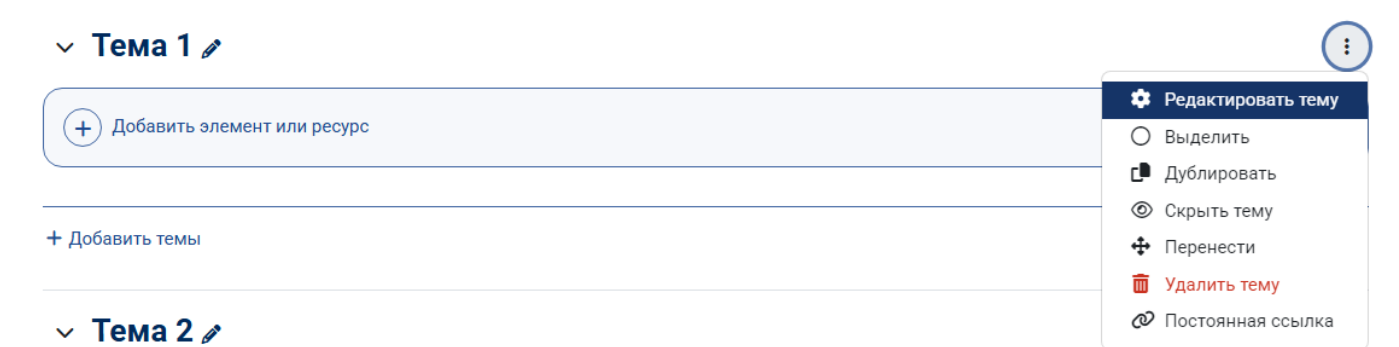 Тема 1
Добавить элемент или ресурс
Добавить темы
Тема 2
Редактировать тему
Выделить
Дублировать
Скрыть тему
Перенести
Удалить тему
Постоянная ссылка